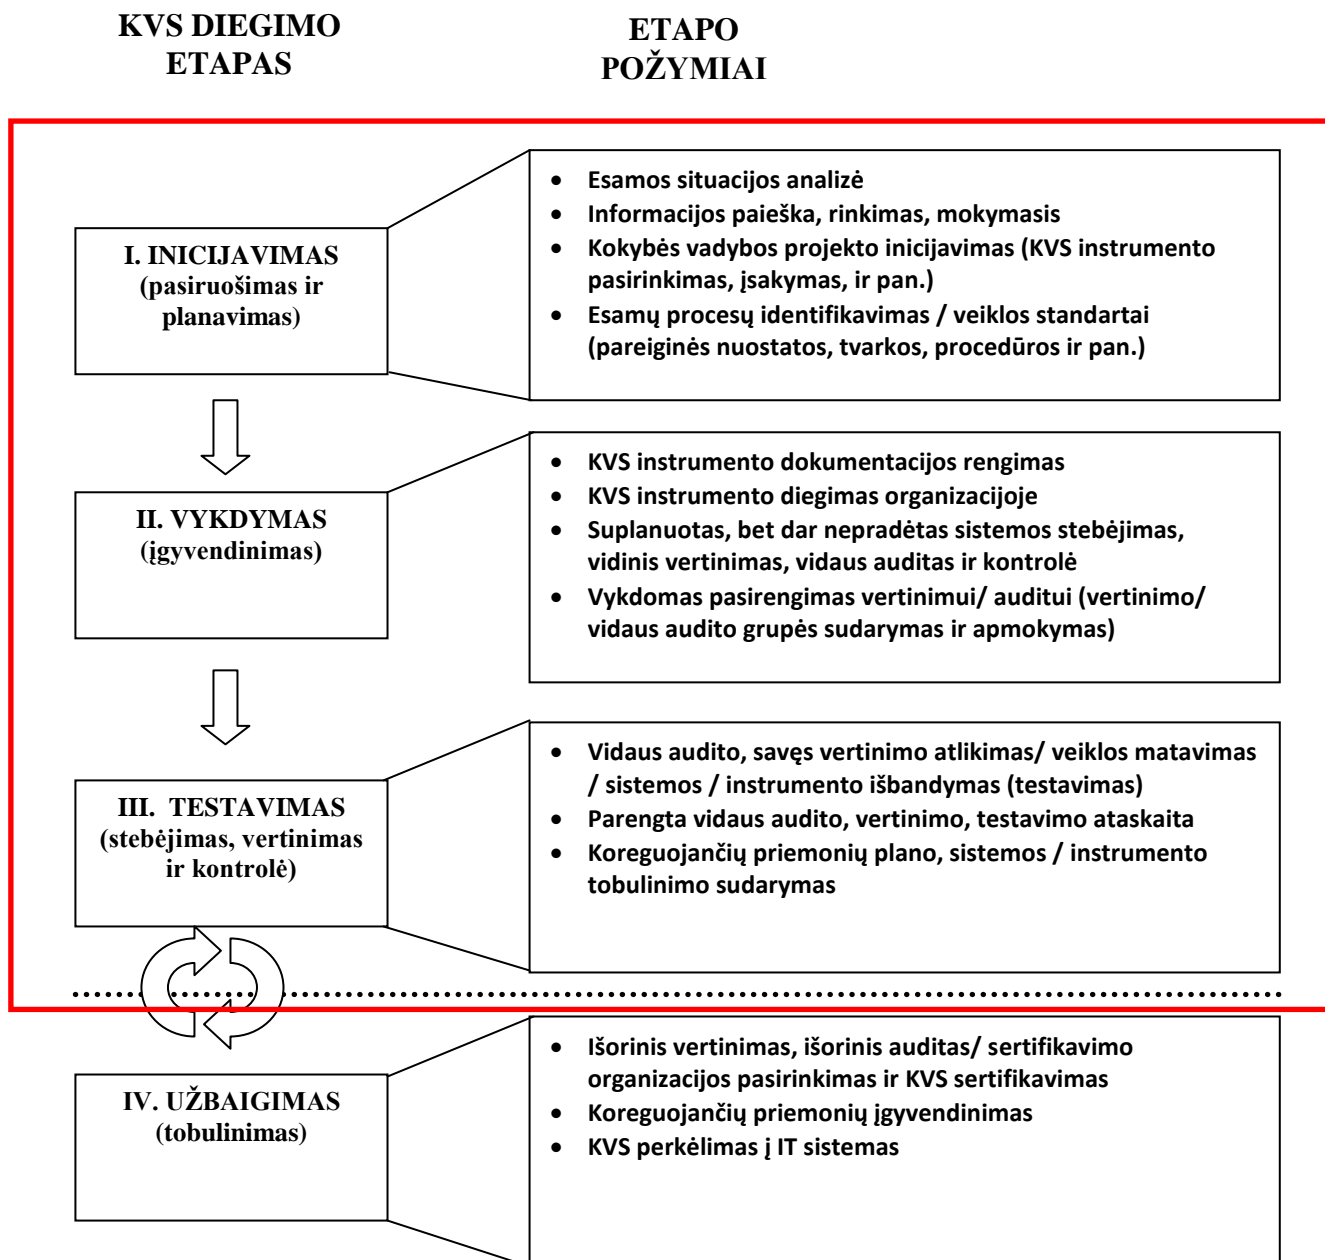 KVS DIEGIMO
ETAPAS
ETAPO
POŽYMIAI
I. INICIJAVIMAS
(pasiruošimas ir
planavimas)
• Esamos situacijos analizė
• Informacijos paieška, rinkimas, mokymasis
• Kokybės vadybos projekto inicijavimas (KVS instrumento
pasirinkimas, įsakymas, ir pan.)
• Esamų procesų identifikavimas / veiklos standartai
(pareiginės nuostatos, tvarkos, procedūros ir pan.)
II. VYKDYMAS
(įgyvendinimas)
• KVS instrumento dokumentacijos rengimas
• KVS instrumento diegimas organizacijoje
• Suplanuotas, bet dar nepradėtas sistemos stebėjimas,
vidinis vertinimas, vidaus auditas ir kontrolė
• Vykdomas pasirengimas vertinimui/ auditui (vertinimo/
vidaus audito grupės sudarymas ir apmokymas)
III. TESTAVIMAS
(stebėjimas, vertinimas
ir kontrolė)
• Vidaus audito, savęs vertinimo atlikimas/ veiklos matavimas
/ sistemos / instrumento išbandymas (testavimas)
• Parengta vidaus audito, vertinimo, testavimo ataskaita
• Koreguojančių priemonių plano, sistemos / instrumento
tobulinimo sudarymas
IV. UŽBAIGIMAS
(tobulinimas)
• Išorinis vertinimas, išorinis auditas/ sertifikavimo
organizacijos pasirinkimas ir KVS sertifikavimas
• Koreguojančių priemonių įgyvendinimas
• KVS perkėlimas į IT sistemas